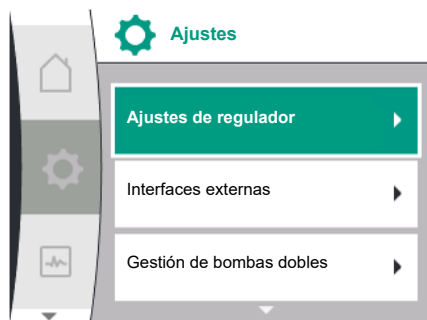 Ajustes
Ajustes de regulador
Interfaces externas
Gestión de bombas dobles